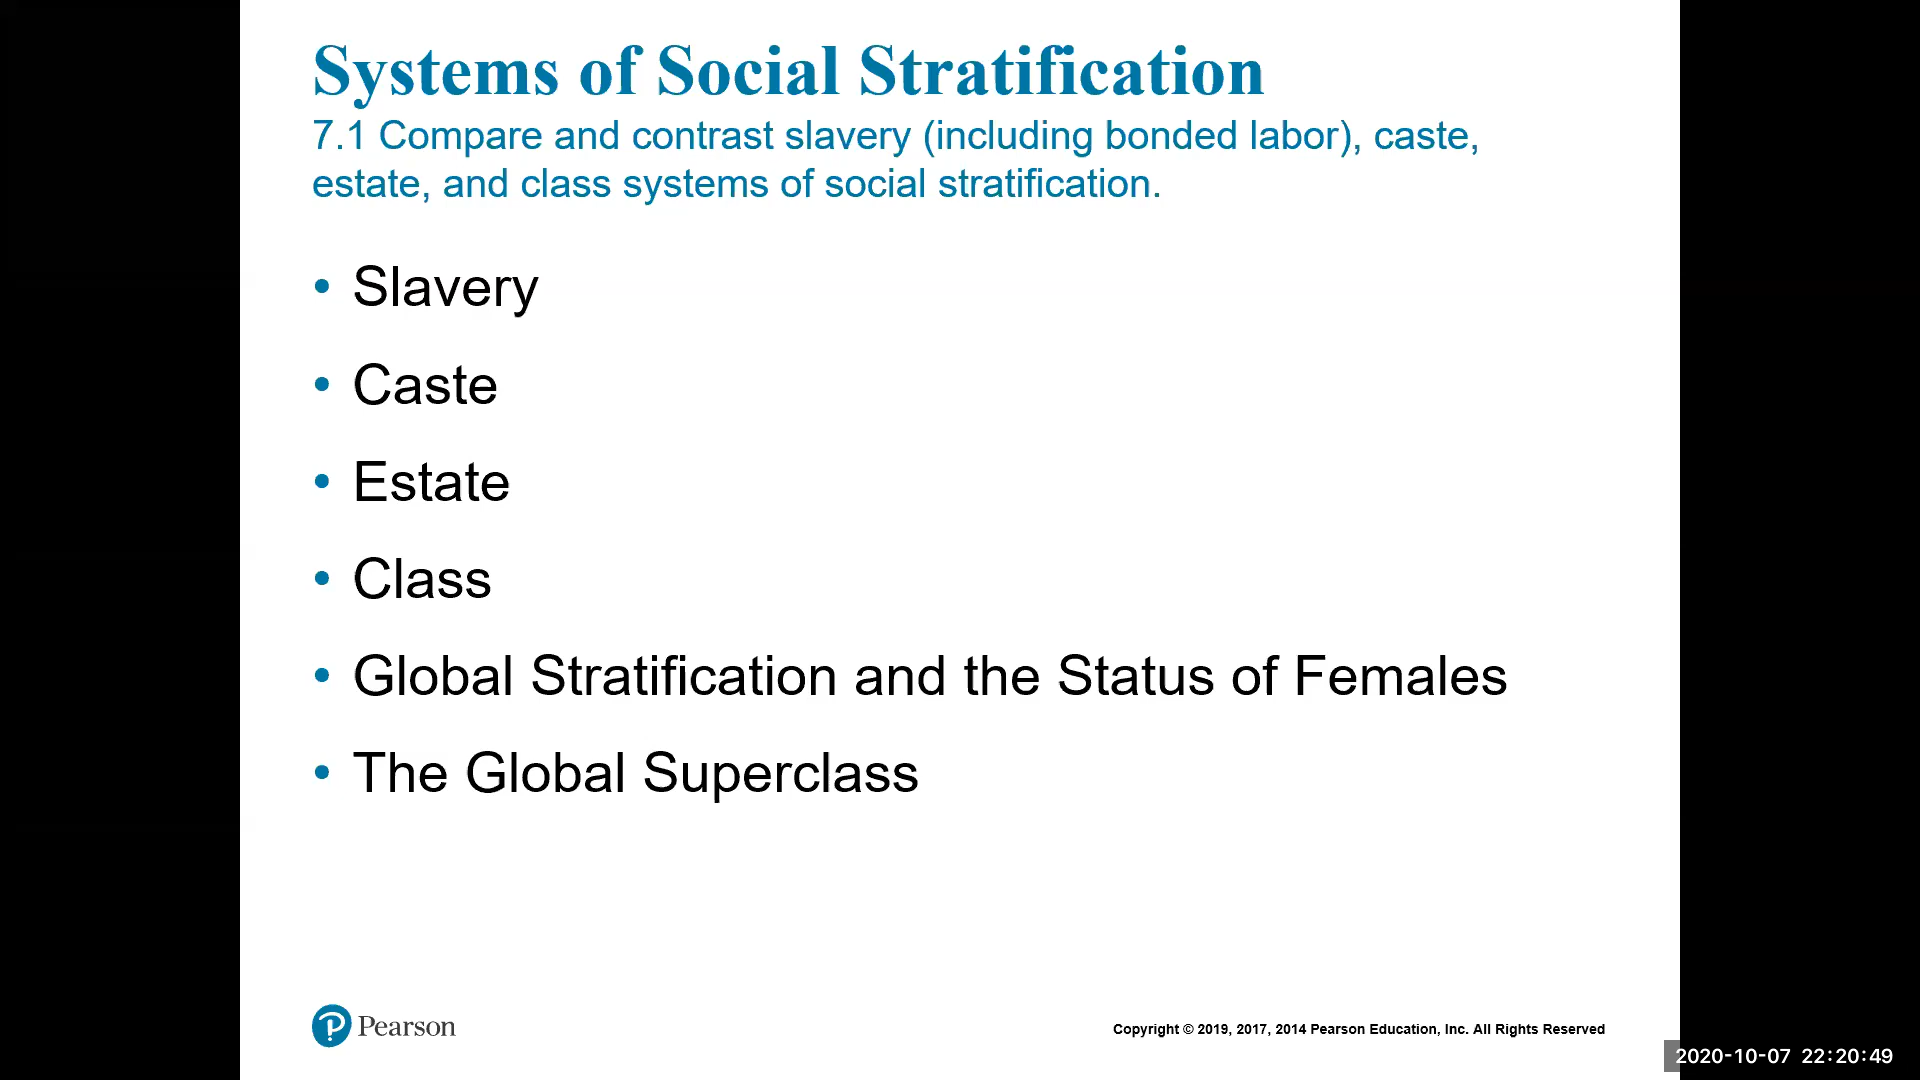 Systems of Social Stratification
7.1 Compare and contrast slavery (including bonded labor), caste,
estate, and class systems of social stratification.
• Slavery
• Caste
• Estate
• Class
• Global Stratification and the Status of Females
• The Global Superclass
Pearson
Copyright © 2019, 2017, 2014 Pearson Education, Inc. All Rights Reserved
2020-10-07 22:20:49